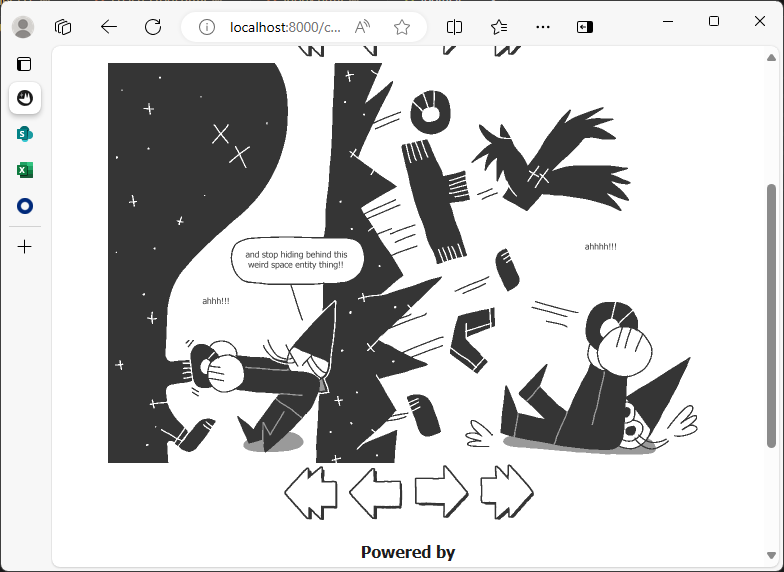 localhost:8000/c...
and stop hiding behind this
weird space entity thing!!
ahhhh!!!
ahhh!!!
Powered by